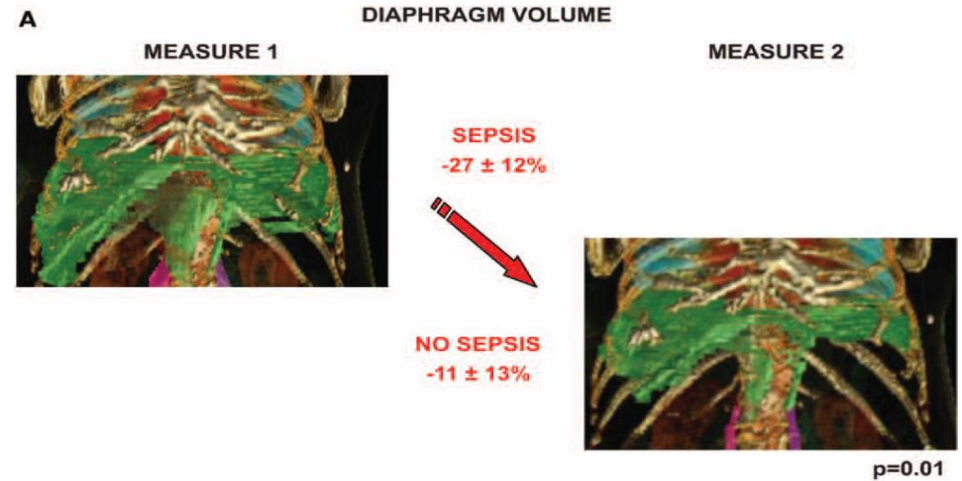 A
DIAPHRAGM VOLUME
MEASURE 1
MEASURE 2
SEPSIS
-27 ± 12%
NO SEPSIS
-11 ± 13%
p=0.01